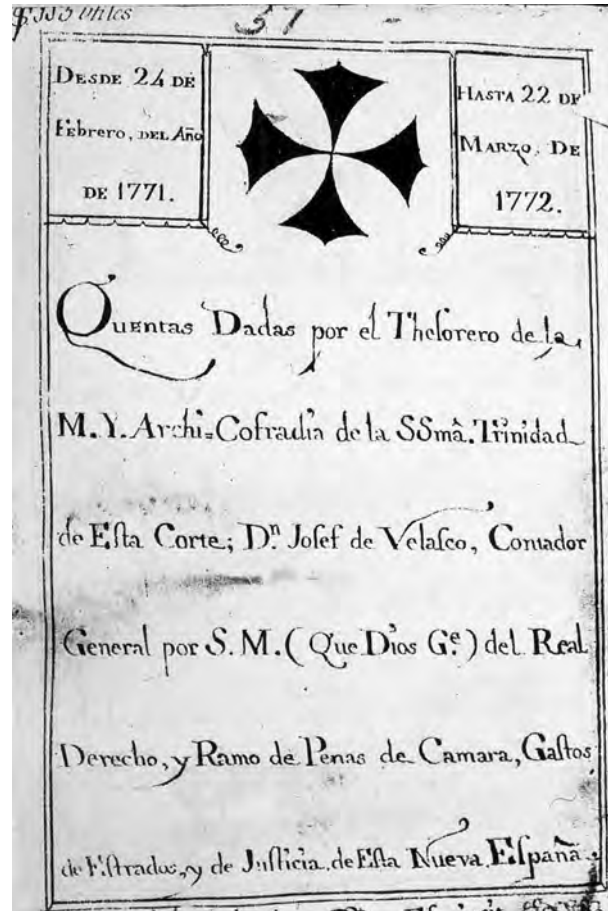 115 utiles
37
DESDE 24 DE
Febrero, DEL Año
DE 1771.
HASTA 22 DE
MARZO, DE
1772.
Quentas Dadas por el Thesorero de la
M.Y. Archi=Cofradia de la SSmâ. Trinidad
de Esta Corte; Dn. Josef de Velasco, Contador
General por S.M. (Que Dios Ge.) del Real
Derecho, y Ramo de Penas de Camara, Gastos
de Estrados, y de Justicia de Esta Nueva España